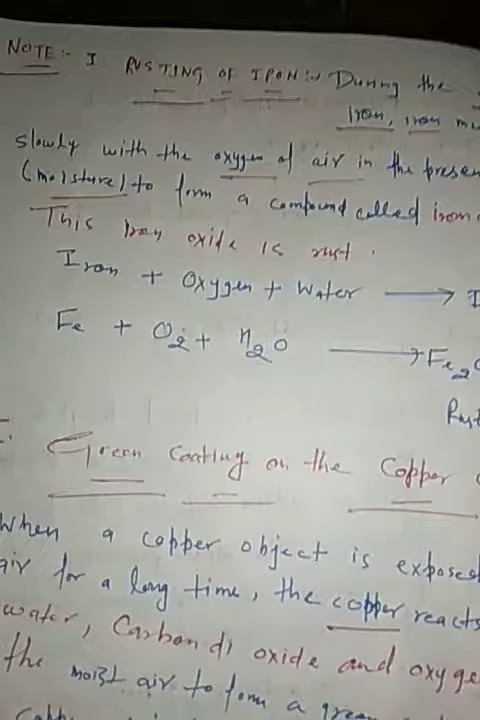 NOTE:- I RUSTING OF IRON:- During the
Iron, iron
slowly with the oxygen of air in the presen
(moisture) to form a compound called iron
This Iron oxide is rust.
Iron + Oxygen + Water → I
Fe + O2 + H2O → Fe2O
Rust
Green Coating on the Copper
When a copper object is exposed
air for a long time, the copper reacts
water, Carbon di oxide and oxyge
the moist air to form a green